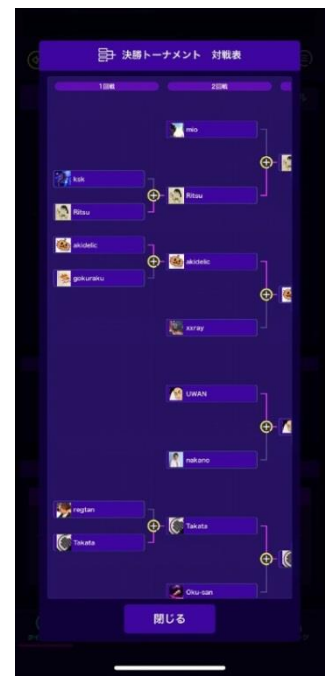 決勝トーナメント 対戦表
1回戦
2回戦
mio
ksk
Ritsu
Ritsu
akidelic
akidelic
gokuraku
xxray
UWAN
nakano
ragtan
Takata
Takata
Oku-san
閉じる